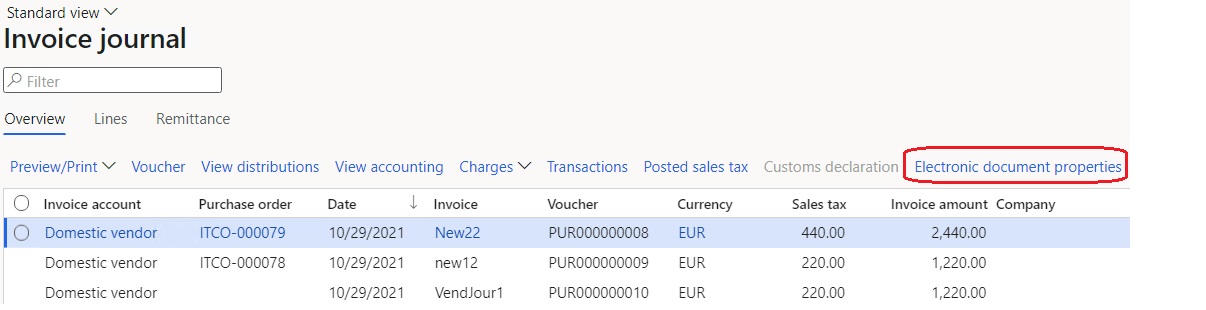 Standard view
Invoice journal
Filter
Overview Lines Remittance
Preview/Print Voucher View distributions View accounting Charges Transactions Posted sales tax Customs declaration Electronic document properties
Invoice account Purchase order Date Invoice Voucher Currency Sales tax Invoice amount Company
Domestic vendor ITCO-000079 10/29/2021 New22 PUR000000008 EUR 440.00 2,440.00
Domestic vendor ITCO-000078 10/29/2021 new12 PUR000000009 EUR 220.00 1,220.00
Domestic vendor 10/29/2021 VendJour1 PUR000000010 EUR 220.00 1,220.00